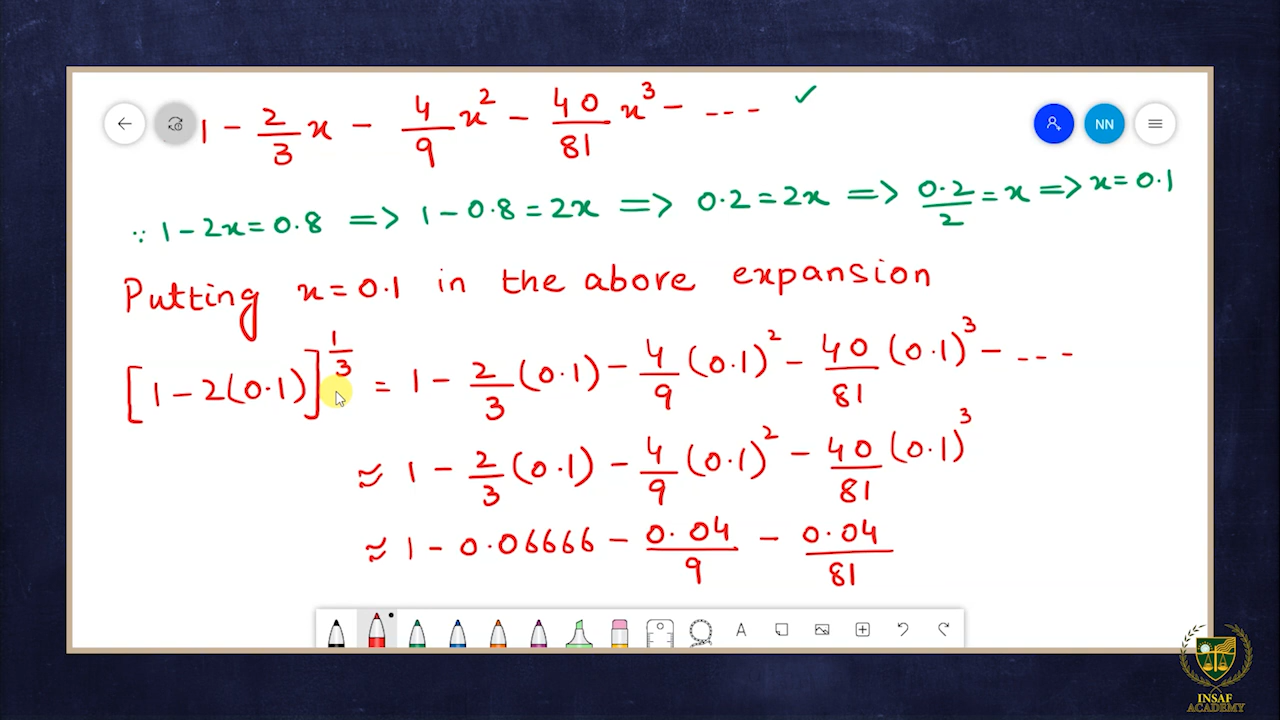 1 - 2/3 x - 4/9 x² - 40/81 x³ - ---- ✓
NN
∵ 1 - 2x = 0.8 => 1 - 0.8 = 2x => 0.2 = 2x => 0.2/2 = x => x = 0.1
Putting x = 0.1 in the above expansion
[1 - 2(0.1)]^(1/3) = 1 - 2/3 (0.1) - 4/9 (0.1)² - 40/81 (0.1)³ - ---
≈ 1 - 2/3 (0.1) - 4/9 (0.1)² - 40/81 (0.1)³
≈ 1 - 0.06666 - 0.04/9 - 0.04/81
A
INSAF
ACADEMY